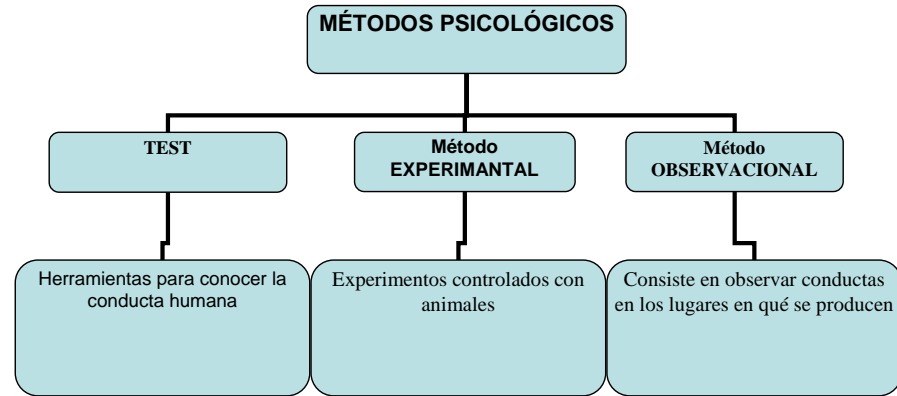 MÉTODOS PSICOLÓGICOS
TEST
Método
EXPERIMANTAL
Método
OBSERVACIONAL
Herramientas para conocer la
conducta humana
Experimentos controlados con
animales
Consiste en observar conductas
en los lugares en qué se producen